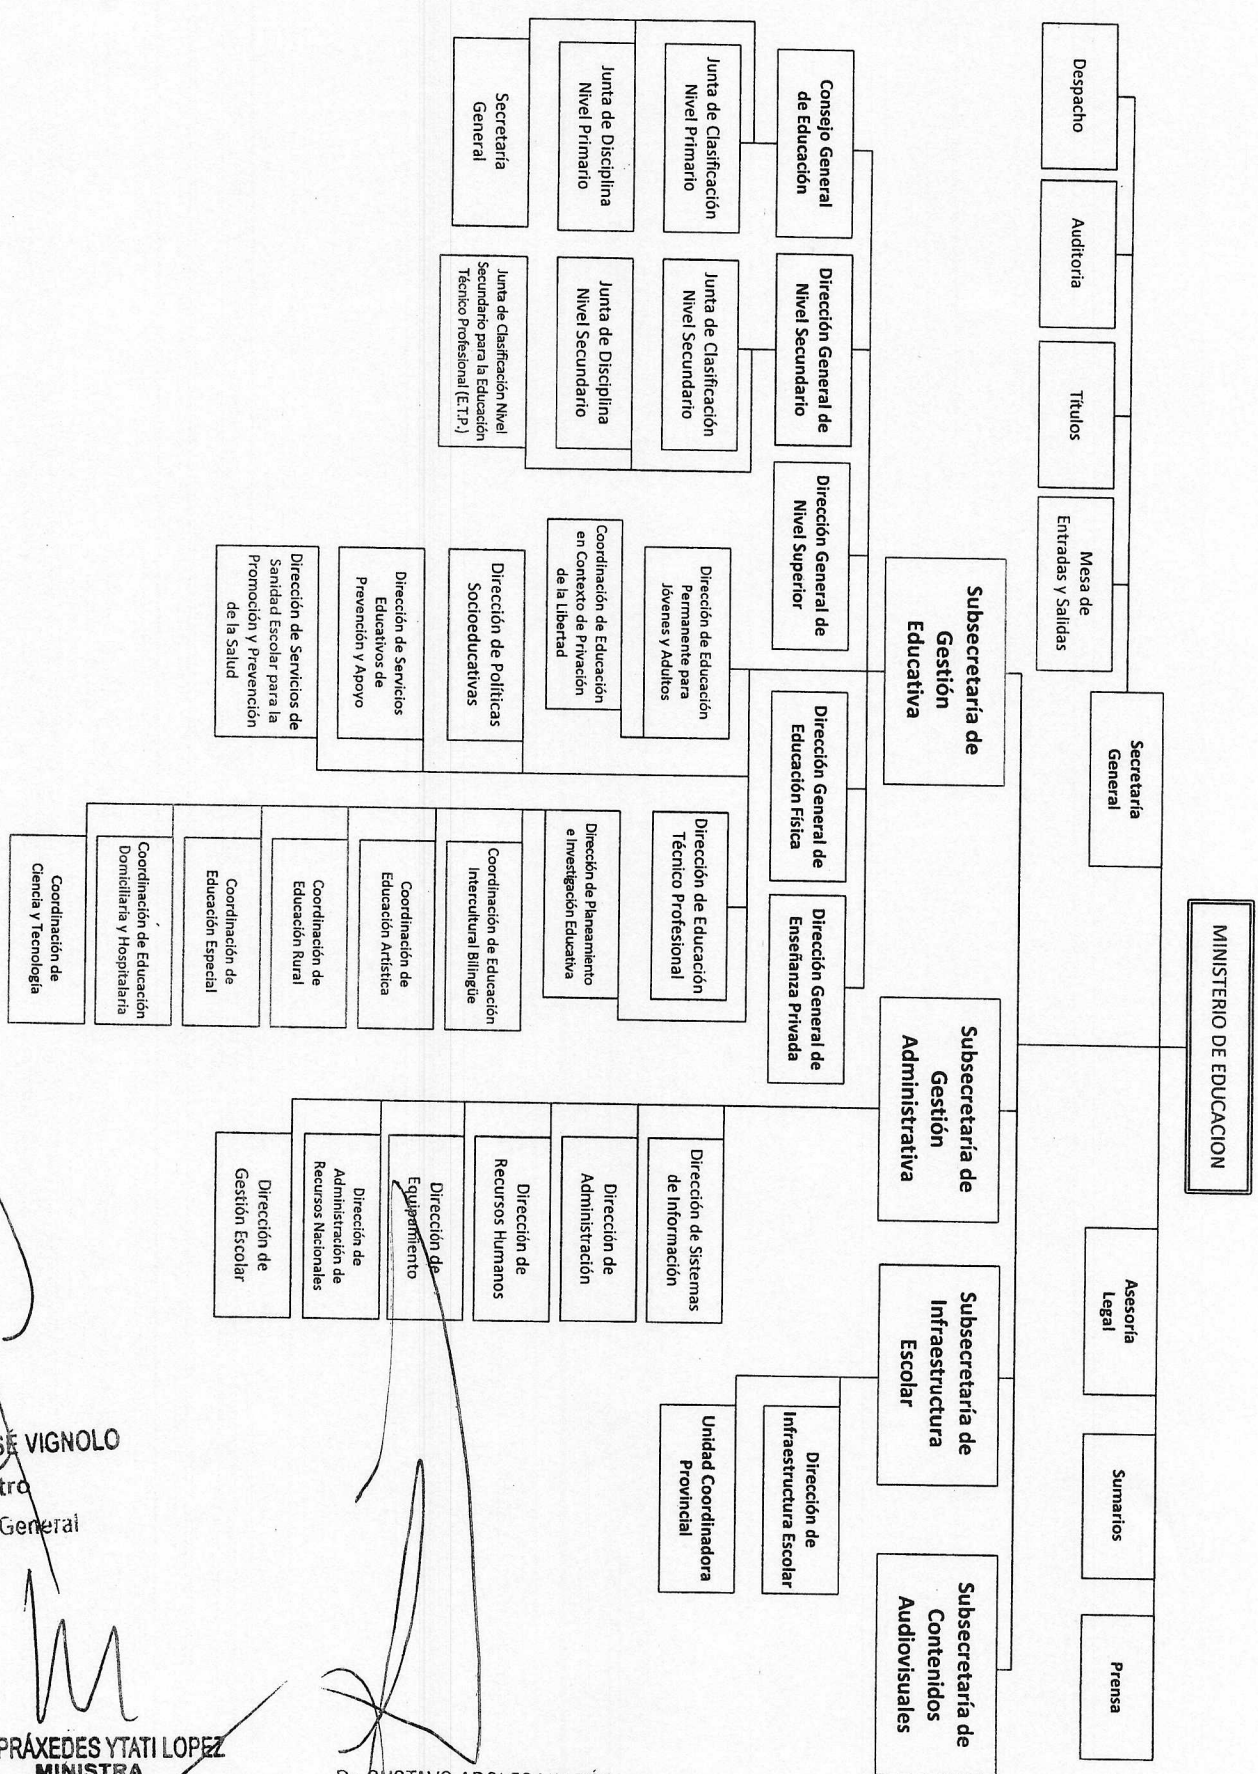 MINISTERIO DE EDUCACION
Secretaría
General
Asesoría
Legal
Sumarios
Prensa
Despacho
Auditoria
Títulos
Mesa de
Entradas y Salidas
Subsecretaría de
Gestión
Educativa
Subsecretaría de
Gestión
Administrativa
Subsecretaría de
Infraestructura
Escolar
Subsecretaría de
Contenidos
Audiovisuales
Consejo General
de Educación
Dirección General de
Nivel Secundario
Dirección General de
Nivel Superior
Dirección General de
Educación Física
Dirección General de
Enseñanza Privada
Junta de Clasificación
Nivel Primario
Junta de Disciplina
Nivel Primario
Secretaría
General
Junta de Clasificación
Nivel Secundario
Junta de Disciplina
Nivel Secundario
Junta de Clasificación Nivel
Secundario para la Educación
Técnico Profesional (E.T.P.)
Dirección de Educación
Permanente para
Jóvenes y Adultos
Coordinación de Educación
en Contexto de Privación
de la Libertad
Dirección de Políticas
Socioeducativas
Dirección de Servicios
Educativos de
Prevención y Apoyo
Dirección de Servicios de
Sanidad Escolar para la
Promoción y Prevención
de la Salud
Dirección de Educación
Técnico Profesional
Dirección de Planeamiento
e Investigación Educativa
Coordinación de Educación
Intercultural Bilingüe
Coordinación de
Educación Artística
Coordinación de
Educación Rural
Coordinación de
Educación Especial
Coordinación de Educación
Domiciliaria y Hospitalaria
Coordinación de
Ciencia y Tecnología
Dirección de Sistemas
de Información
Dirección de
Administración
Dirección de
Recursos Humanos
Dirección de
Equipamiento
Dirección de
Administración de
Recursos Nacionales
Dirección de
Gestión Escolar
Dirección de
Infraestructura Escolar
Unidad Coordinadora
Provincial
VIGNOLO
General
PRÁXEDES YTATI LOPEZ
MINISTRA